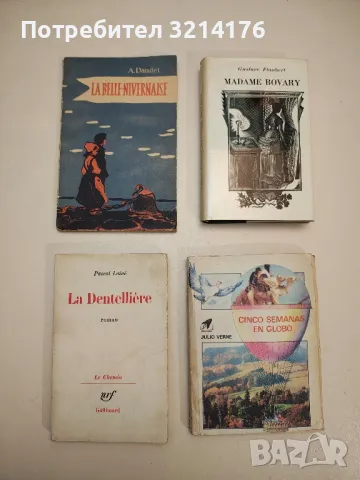 Потребител 3214176
A. Daudet
LA BELLE-NIVERNAISE
Gustave Flaubert
MADAME BOVARY
Pascal Lainé
La Dentellière
roman
Le Chemin
nrf
Gallimard
CINCO SEMANAS
EN GLOBO
JULIO VERNE
BAZAR